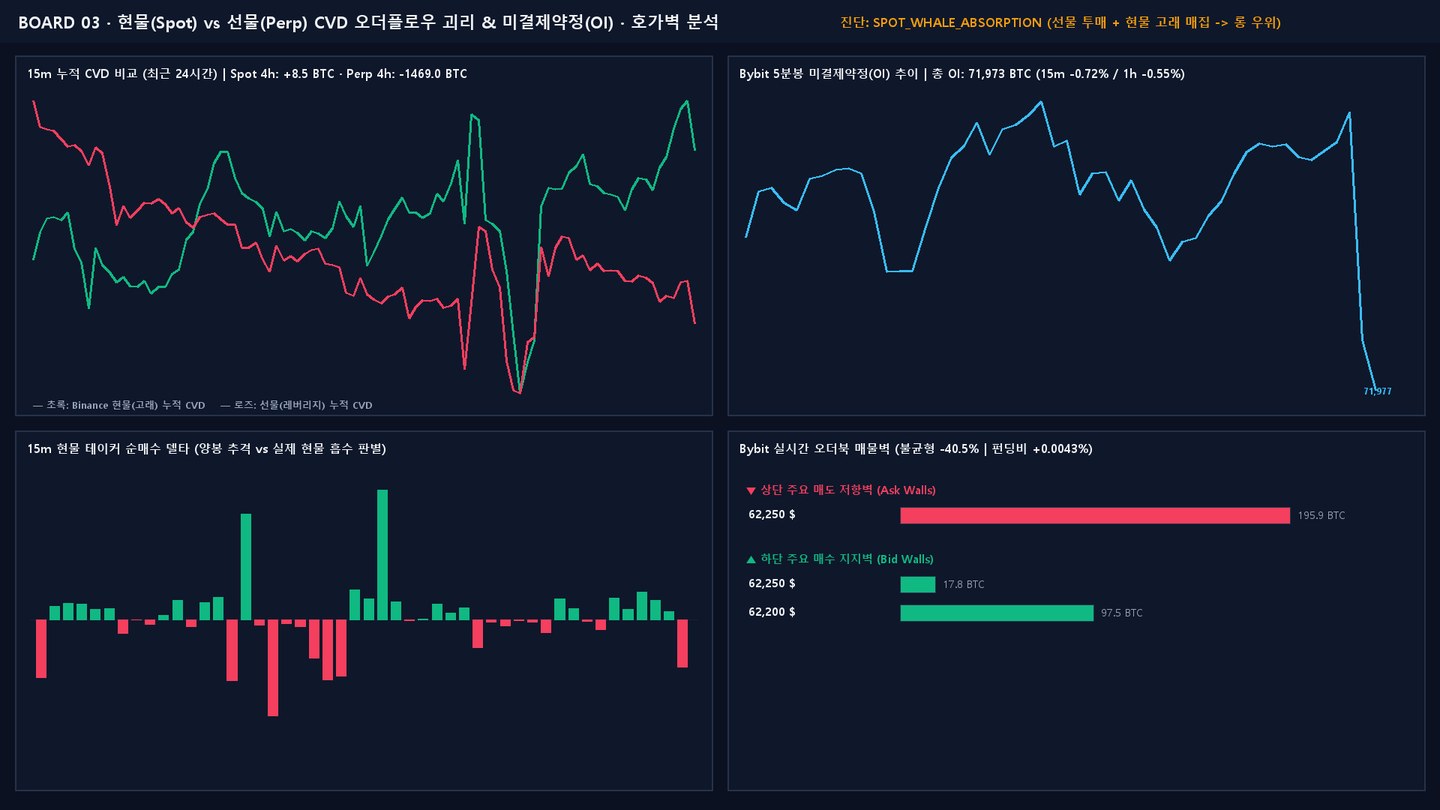 BOARD 03 · 현물(Spot) vs 선물(Perp) CVD 오더플로우 괴리 & 미결제약정(OI) · 호가벽 분석
진단: SPOT_WHALE_ABSORPTION (선물 투매 + 현물 고래 매집 -> 롱 우위)
15m 누적 CVD 비교 (최근 24시간) | Spot 4h: +8.5 BTC · Perp 4h: -1469.0 BTC
— 초록: Binance 현물(고래) 누적 CVD — 로즈: 선물(레버리지) 누적 CVD
Bybit 5분봉 미결제약정(OI) 추이 | 총 OI: 71,973 BTC (15m -0.72% / 1h -0.55%)
71,977
15m 현물 테이커 순매수 델타 (양봉 추격 vs 실제 현물 흡수 판별)
Bybit 실시간 오더북 매물벽 (불균형 -40.5% | 펀딩비 +0.0043%)
▼ 상단 주요 매도 저항벽 (Ask Walls)
62,250 $ 195.9 BTC
▲ 하단 주요 매수 지지벽 (Bid Walls)
62,250 $ 17.8 BTC
62,200 $ 97.5 BTC